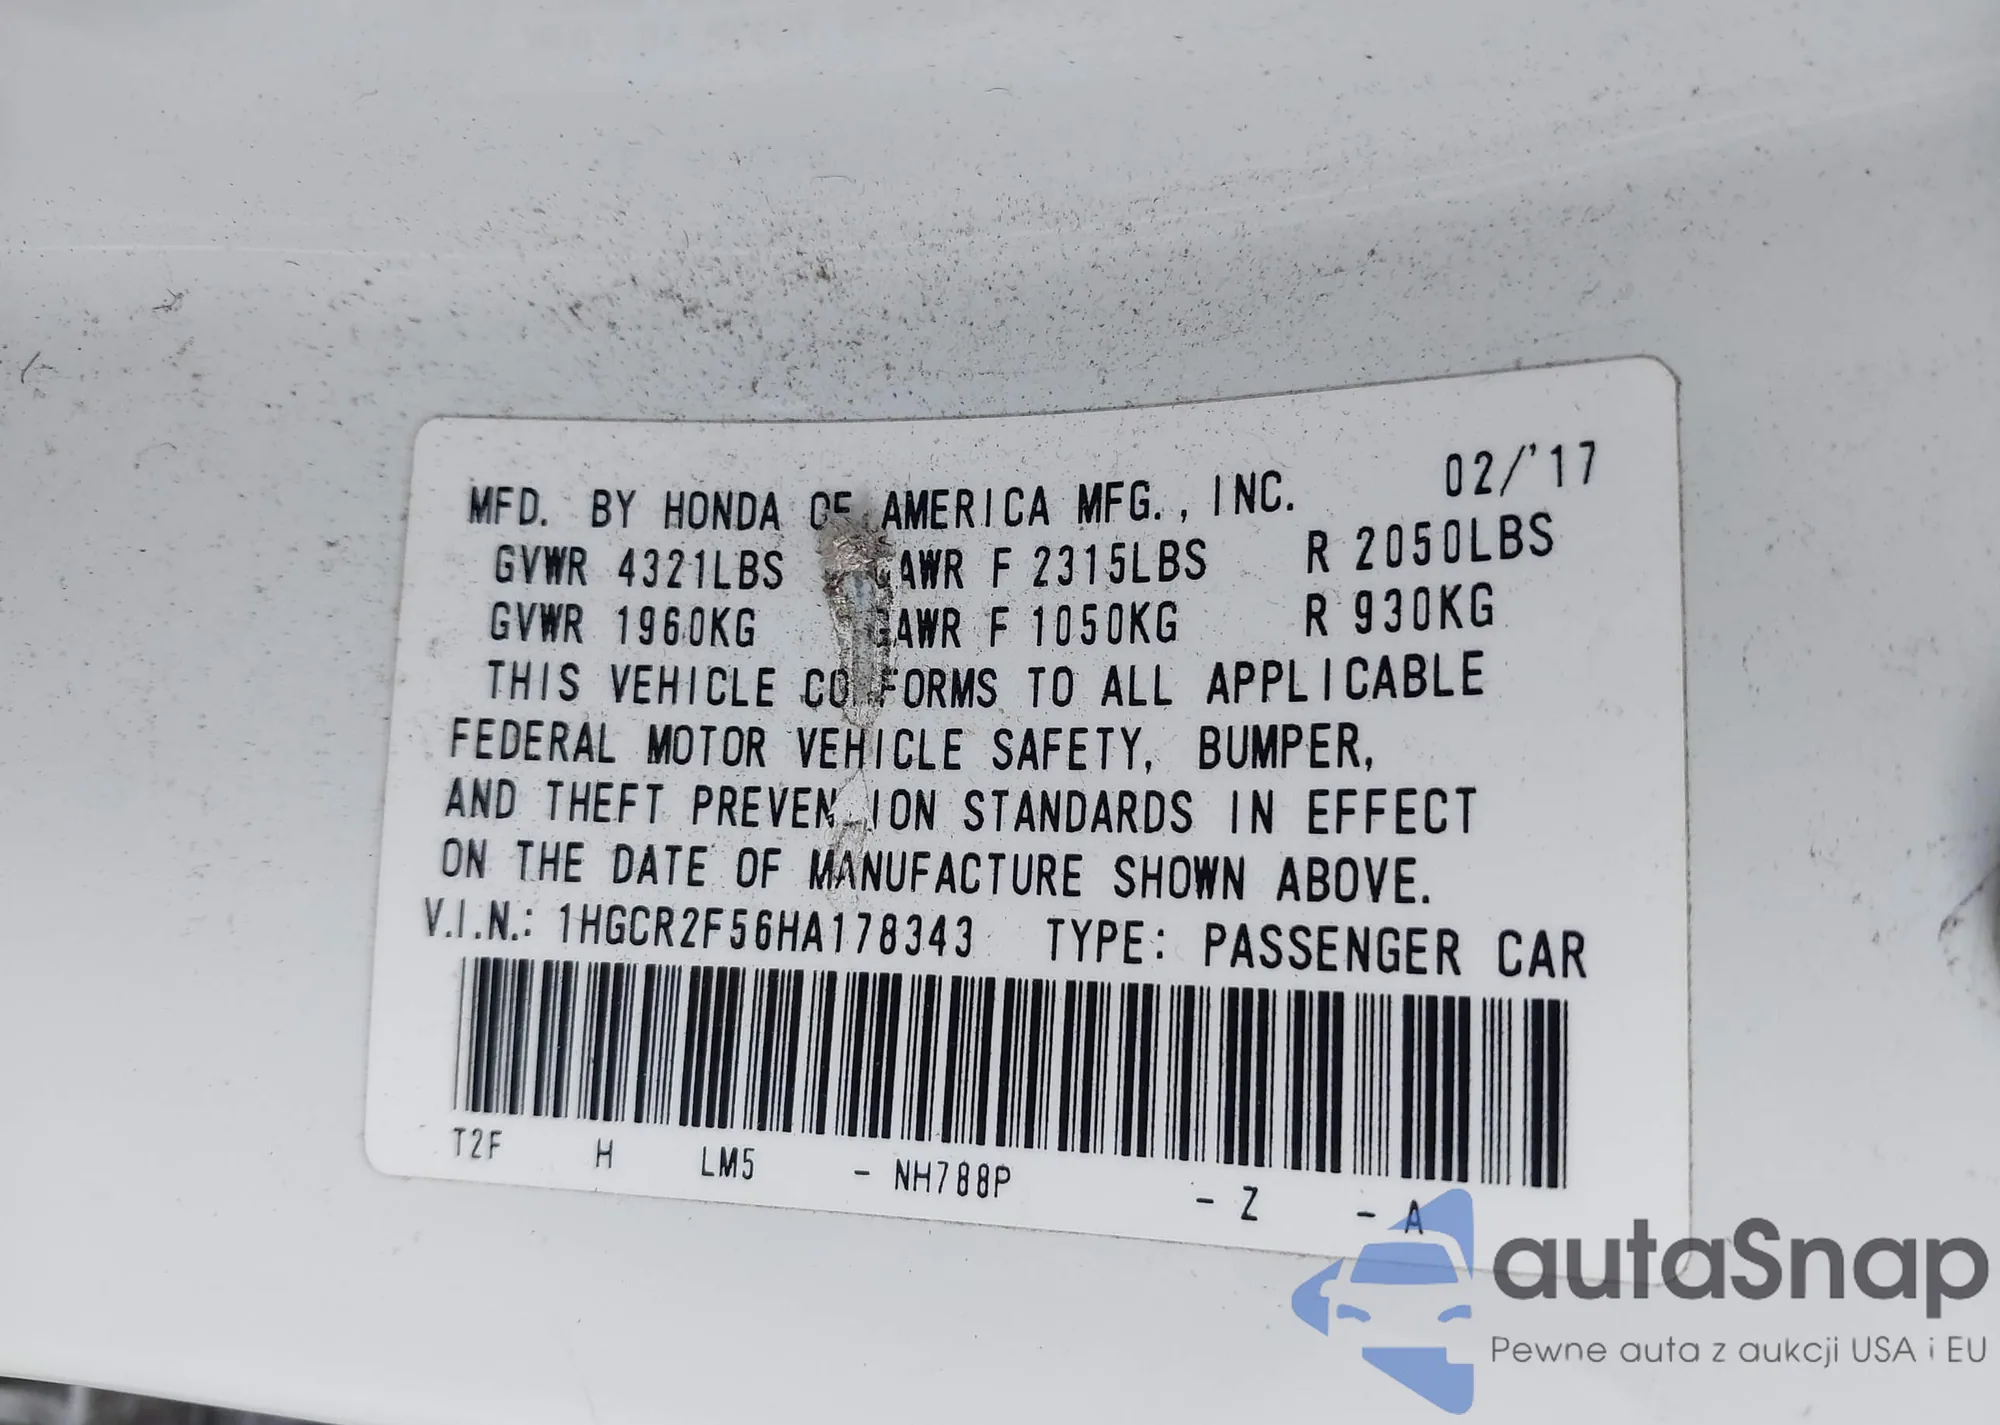 MFD. BY HONDA OF AMERICA MFG., INC. 02/'17
GVWR 4321LBS GAWR F 2315LBS R 2050LBS
GVWR 1960KG GAWR F 1050KG R 930KG
THIS VEHICLE CONFORMS TO ALL APPLICABLE
FEDERAL MOTOR VEHICLE SAFETY, BUMPER,
AND THEFT PREVENTION STANDARDS IN EFFECT
ON THE DATE OF MANUFACTURE SHOWN ABOVE.
V.I.N.: 1HGCR2F56HA178343 TYPE: PASSENGER CAR
T2F H LM5 - NH788P - Z - A
autaSnap
Pewne auta z aukcji USA i EU